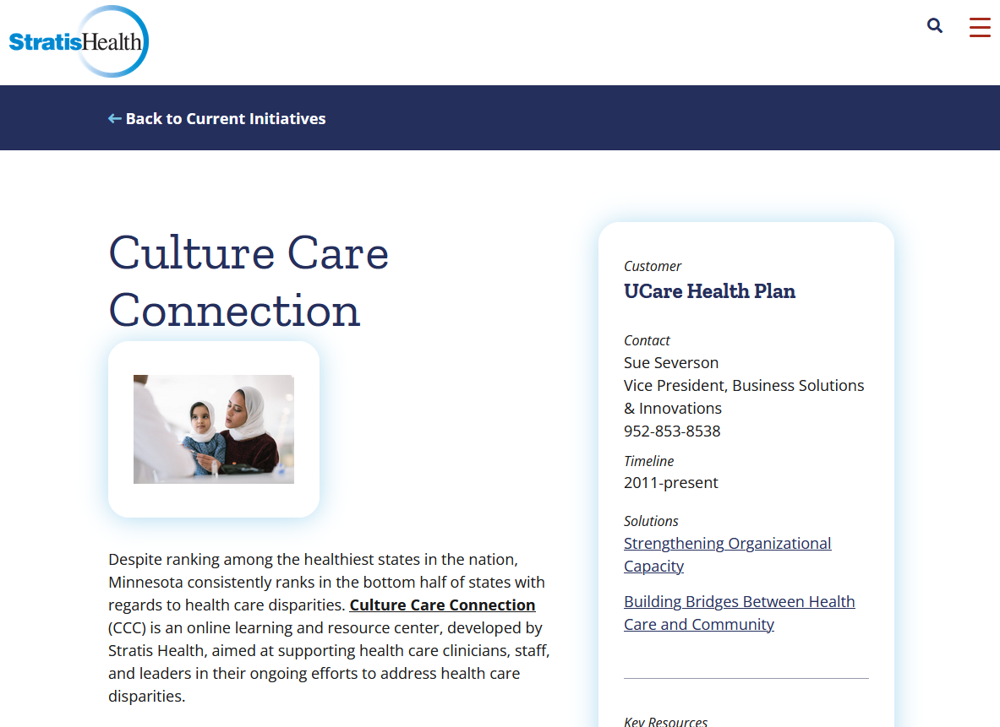 StratisHealth
Back to Current Initiatives
Culture Care
Connection
Despite ranking among the healthiest states in the nation,
Minnesota consistently ranks in the bottom half of states with
regards to health care disparities. Culture Care Connection
(CCC) is an online learning and resource center, developed by
Stratis Health, aimed at supporting health care clinicians, staff,
and leaders in their ongoing efforts to address health care
disparities.
Customer
UCare Health Plan
Contact
Sue Severson
Vice President, Business Solutions
& Innovations
952-853-8538
Timeline
2011-present
Solutions
Strengthening Organizational
Capacity
Building Bridges Between Health
Care and Community
Key Resources